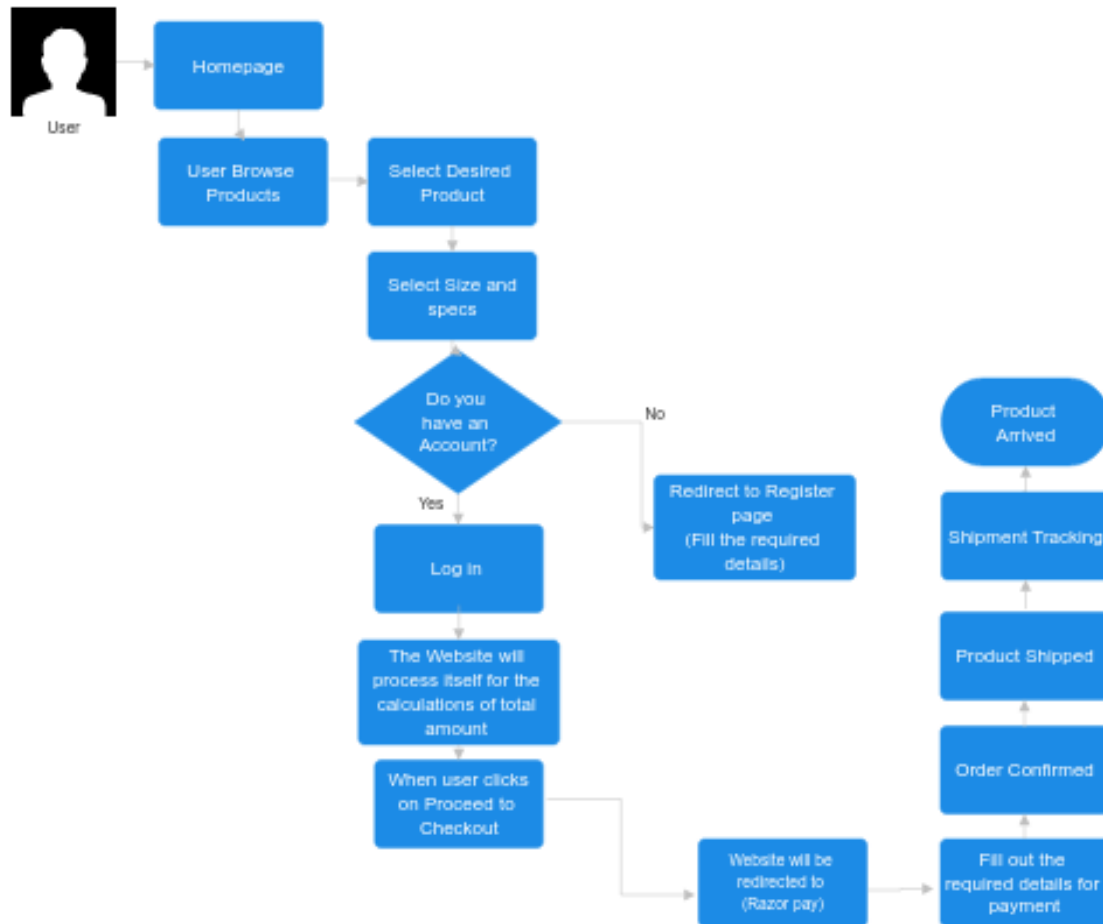 User
Homepage
User Browse
Products
Select Desired
Product
Select Size and
specs
Do you
have an
Account?
No
Redirect to Register
page
(Fill the required
details)
Yes
Log in
The Website will
process itself for the
calculations of total
amount
When user clicks
on Proceed to
Checkout
Website will be
redirected to
(Razor pay)
Fill out the
required details for
payment
Order Confirmed
Product Shipped
Shipment Tracking
Product
Arrived